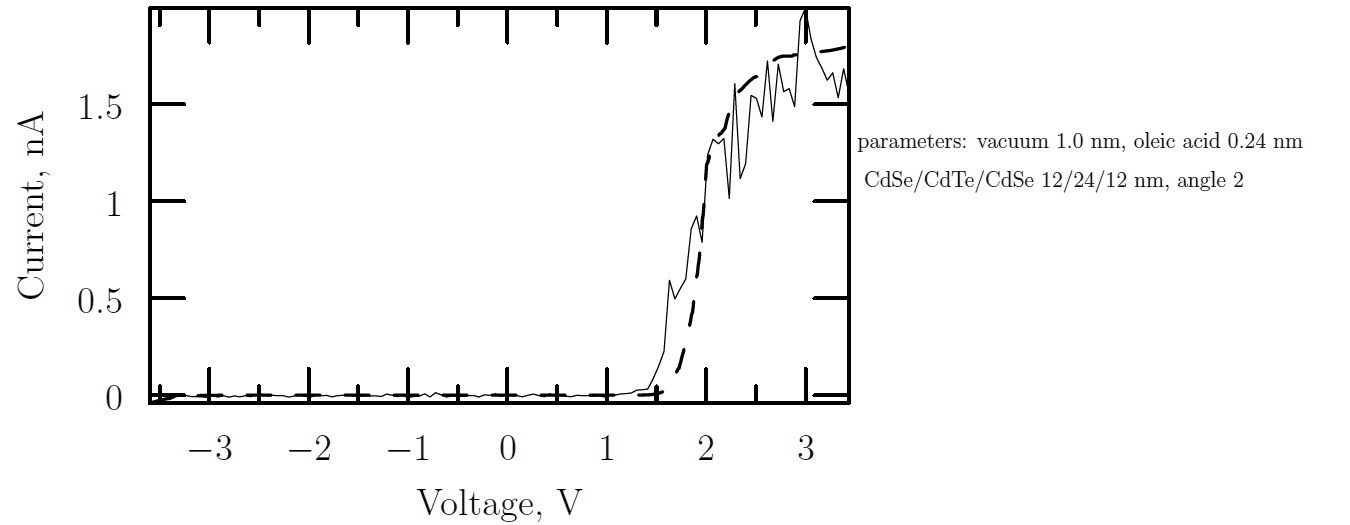 Current, nA
1.5
1
0.5
0
−3 −2 −1 0 1 2 3
Voltage, V
parameters: vacuum 1.0 nm, oleic acid 0.24 nm
CdSe/CdTe/CdSe 12/24/12 nm, angle 2